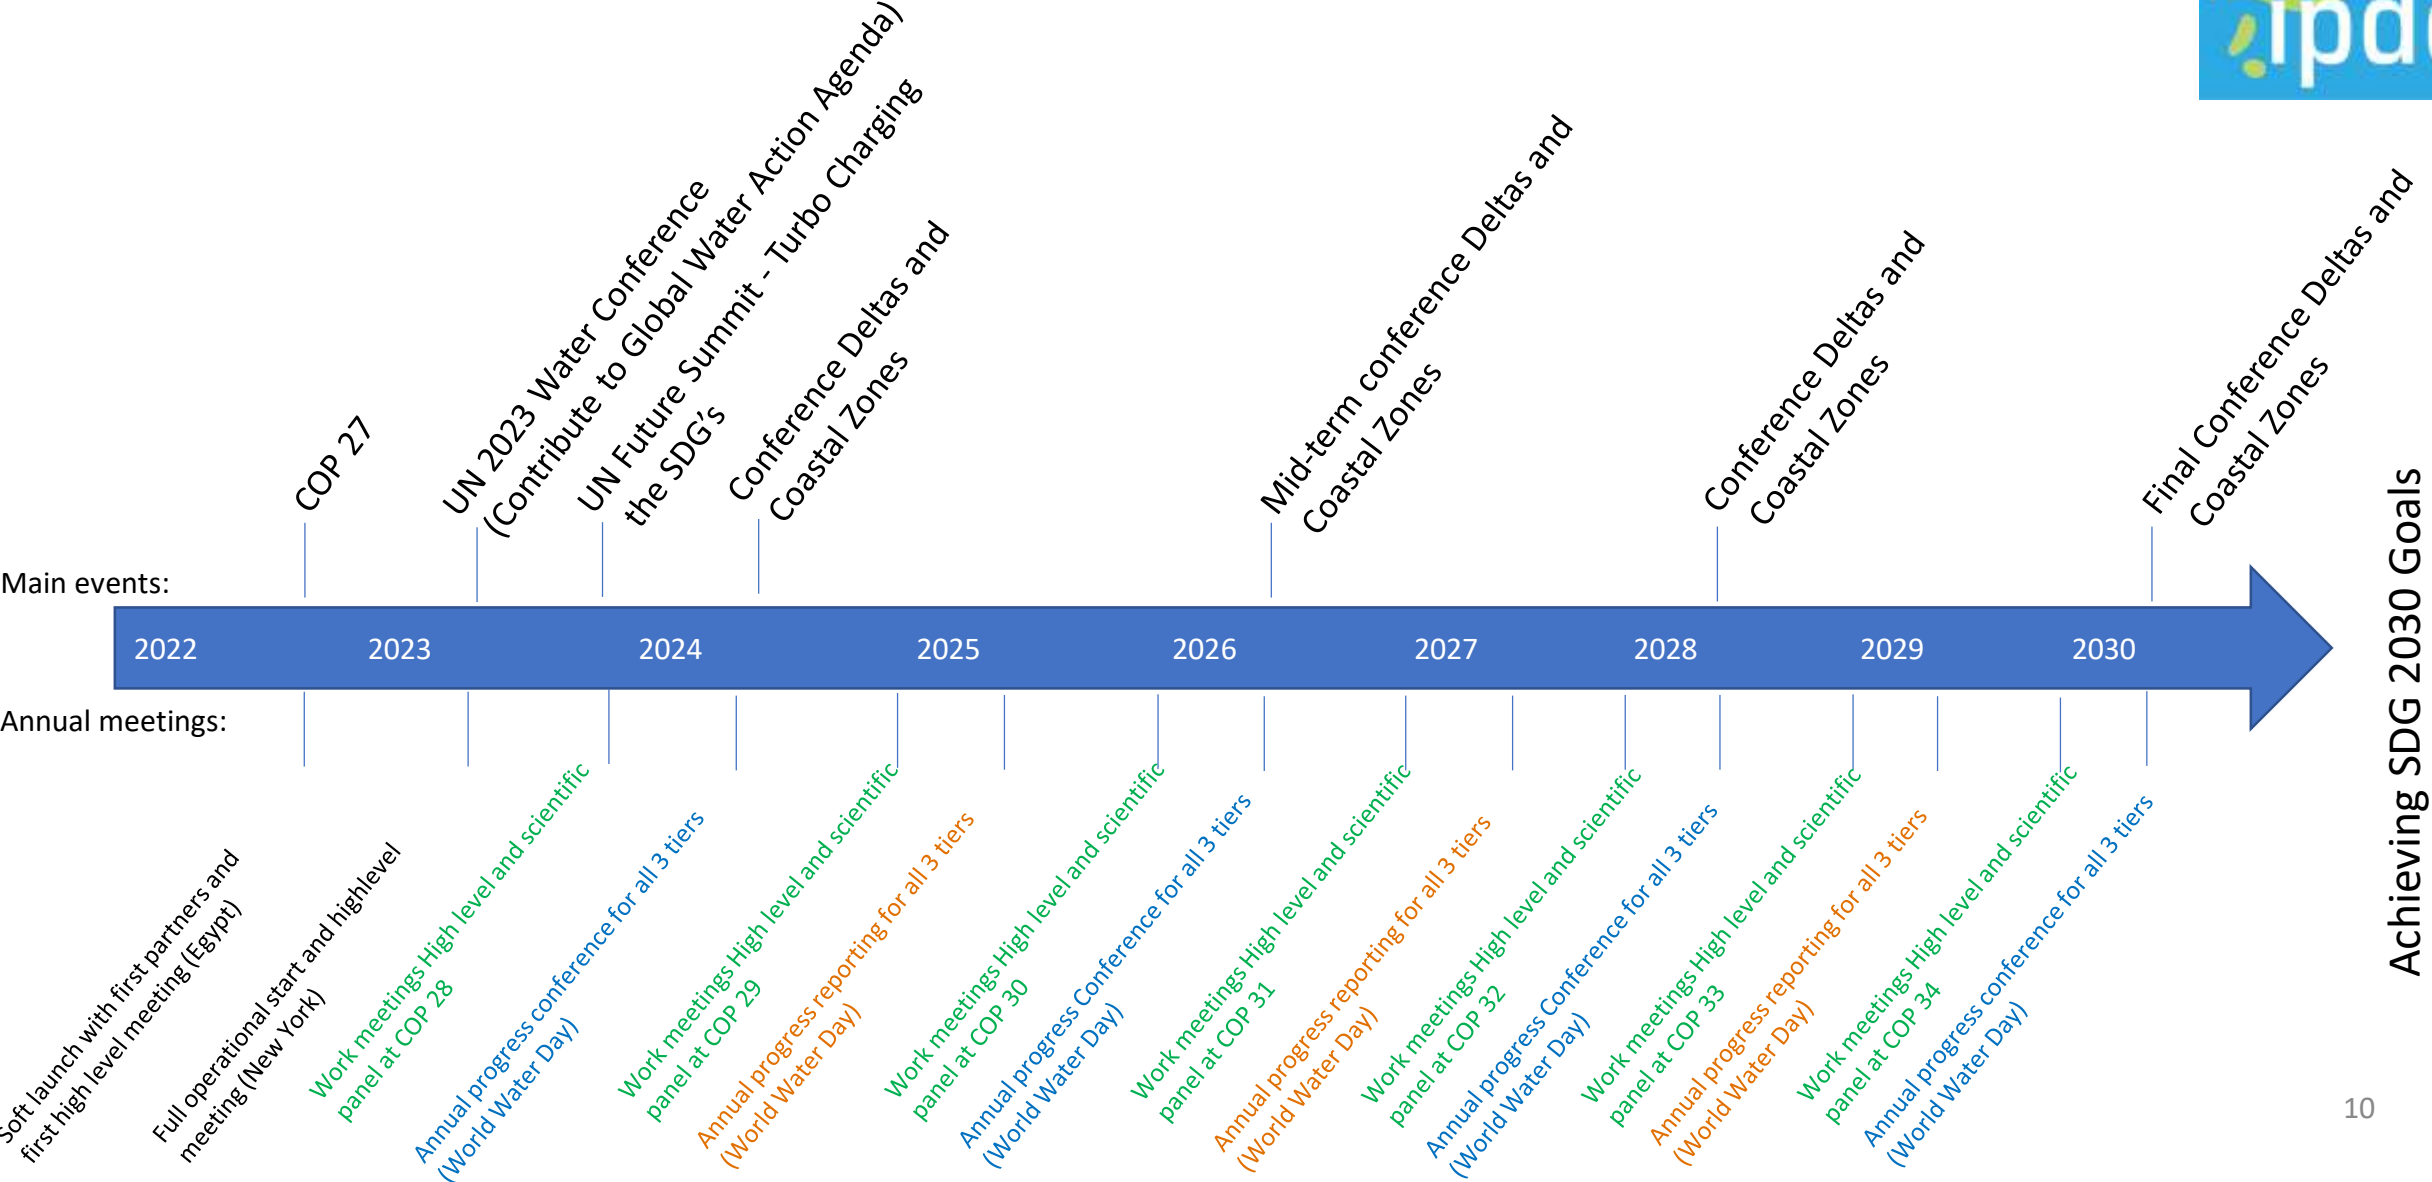 ipd
COP 27
UN 2023 Water Conference
(Contribute to Global Water Action Agenda)
UN Future Summit - Turbo Charging
the SDG’s
Conference Deltas and
Coastal Zones
Mid-term conference Deltas and
Coastal Zones
Conference Deltas and
Coastal Zones
Final Conference Deltas and
Coastal Zones
Main events:
2022
2023
2024
2025
2026
2027
2028
2029
2030
Achieving SDG 2030 Goals
Annual meetings:
Soft launch with first partners and
first high level meeting (Egypt)
Full operational start and highlevel
meeting (New York)
Work meetings High level and scientific
panel at COP 28
Annual progress conference for all 3 tiers
(World Water Day)
Work meetings High level and scientific
panel at COP 29
Annual progress reporting for all 3 tiers
(World Water Day)
Work meetings High level and scientific
panel at COP 30
Annual progress Conference for all 3 tiers
(World Water Day)
Work meetings High level and scientific
panel at COP 31
Annual progress reporting for all 3 tiers
(World Water Day)
Work meetings High level and scientific
panel at COP 32
Annual progress Conference for all 3 tiers
(World Water Day)
Work meetings High level and scientific
panel at COP 33
Annual progress reporting for all 3 tiers
(World Water Day)
Work meetings High level and scientific
panel at COP 34
Annual progress conference for all 3 tiers
(World Water Day)
10